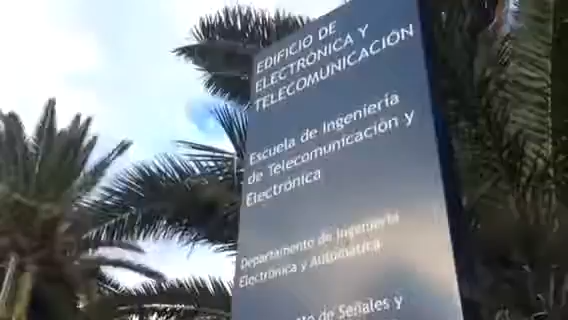 EDIFICIO DE
ELECTRÓNICA Y
TELECOMUNICACIÓN
Escuela de Ingeniería
de Telecomunicación y
Electrónica
Departamento de Ingeniería
Electrónica y Automática
de Señales y